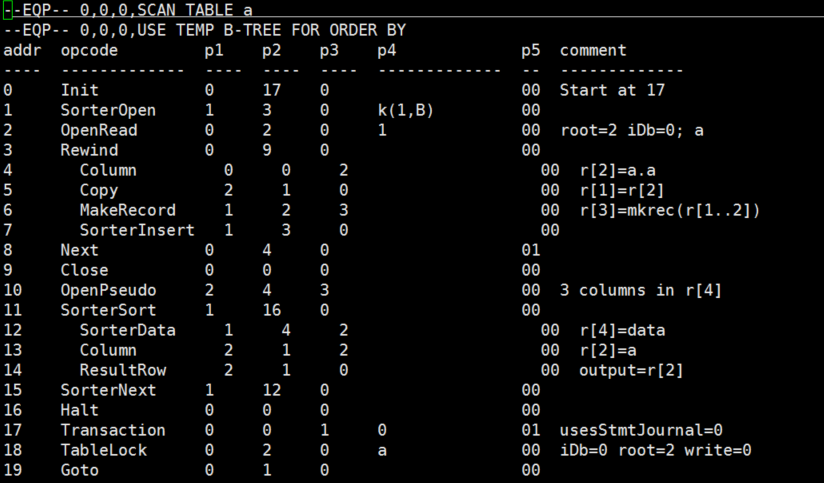 --EQP-- 0,0,0,SCAN TABLE a
--EQP-- 0,0,0,USE TEMP B-TREE FOR ORDER BY
addr  opcode         p1    p2    p3    p4             p5  comment
----  -------------  ----  ----  ----  -------------  --  -------------
0     Init           0     17    0                    00  Start at 17
1     SorterOpen     1     3     0     k(1,B)         00
2     OpenRead       0     2     0     1              00  root=2 iDb=0; a
3     Rewind         0     9     0                    00
4       Column         0     0     2                    00  r[2]=a.a
5       Copy           2     1     0                    00  r[1]=r[2]
6       MakeRecord     1     2     3                    00  r[3]=mkrec(r[1..2])
7       SorterInsert   1     3     0                    00
8     Next           0     4     0                    01
9     Close          0     0     0                    00
10    OpenPseudo     2     4     3                    00  3 columns in r[4]
11    SorterSort     1     16    0                    00
12      SorterData     1     4     2                    00  r[4]=data
13      Column         2     1     2                    00  r[2]=a
14      ResultRow      2     1     0                    00  output=r[2]
15    SorterNext     1     12    0                    00
16    Halt           0     0     0                    00
17    Transaction    0     0     1     0              01  usesStmtJournal=0
18    TableLock      0     2     0     a              00  iDb=0 root=2 write=0
19    Goto           0     1     0                    00